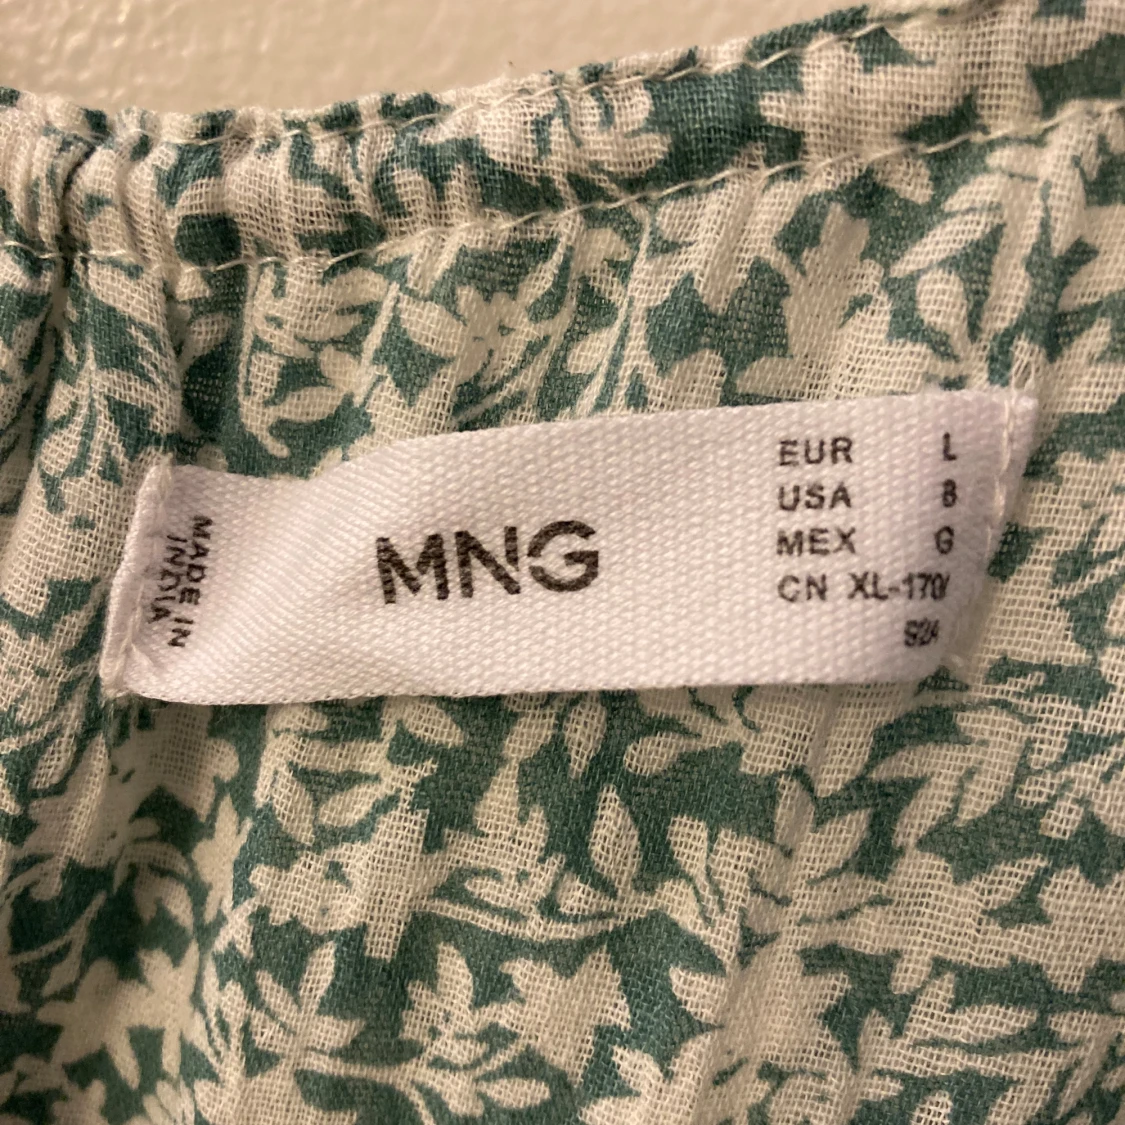 MADE IN
INDIA
MNG
EUR L
USA 8
MEX G
CN XL-170/
92A